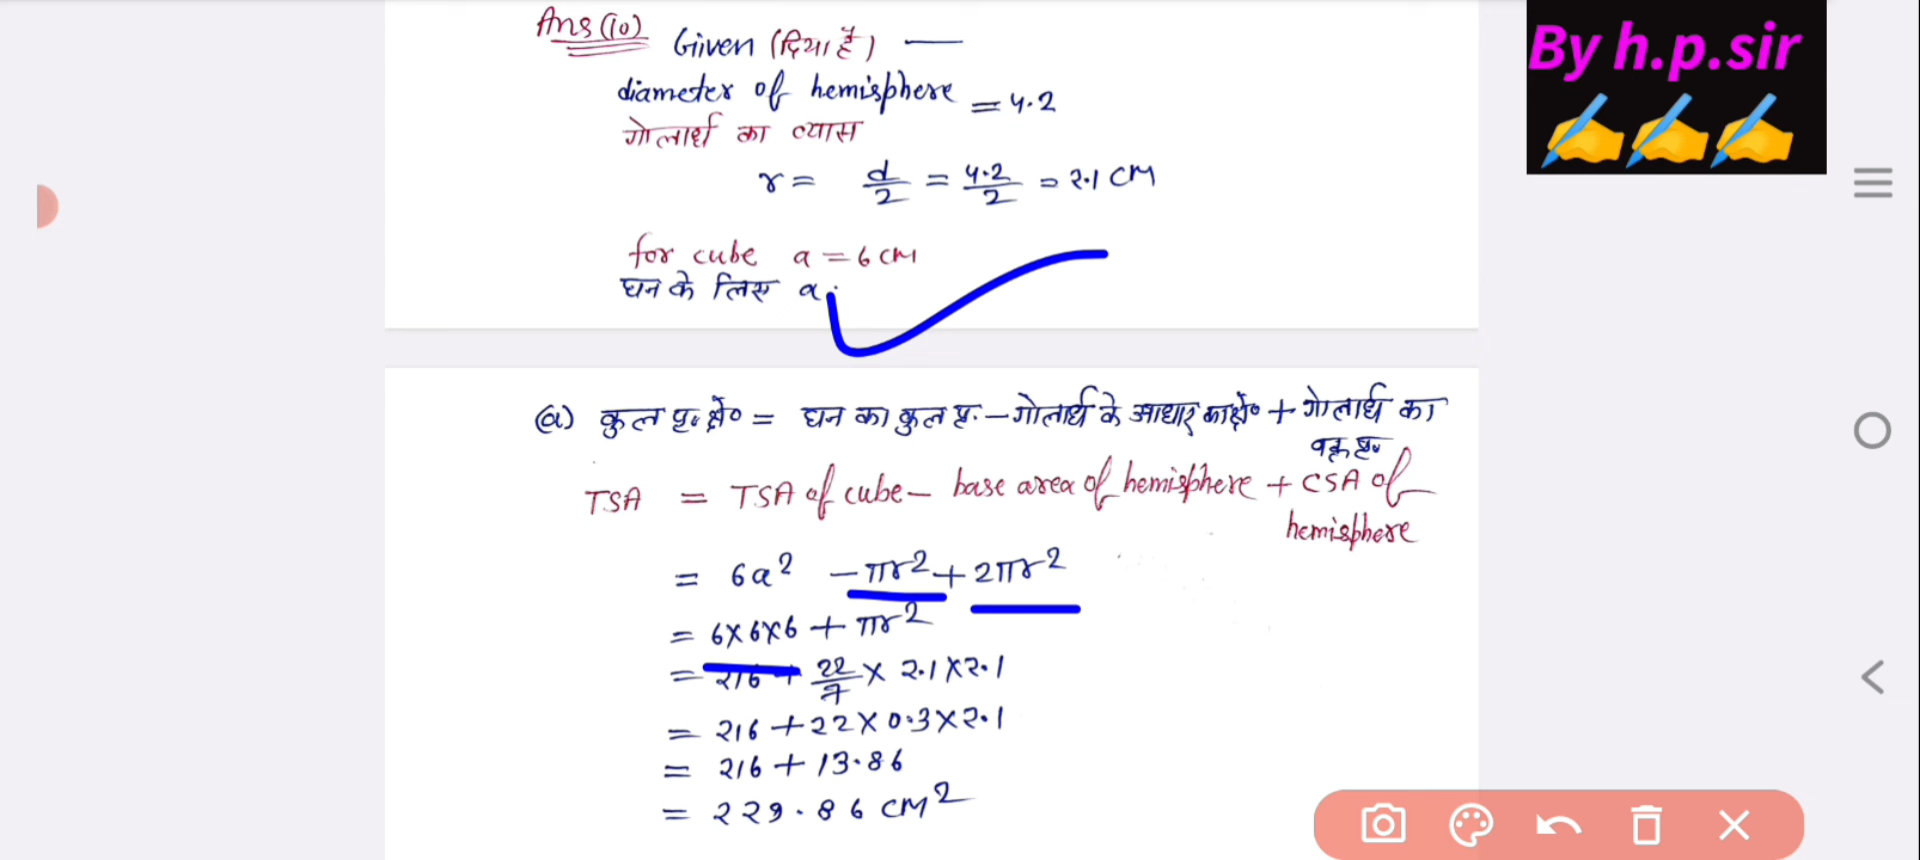 Ans (10) Given (दिया है) —
By h.p.sir
diameter of hemisphere = 4.2
गोलार्ध का व्यास
r = d/2 = 4.2/2 = 2.1 CM
for cube a = 6 CM
घन के लिए a
(a) कुल पृ. क्षे० = घन का कुल पृ. - गोलार्ध के आधार का क्षे० + गोलार्ध का
वक्र पृ.
TSA = TSA of cube - base area of hemisphere + CSA of
hemisphere
= 6a² - πr² + 2πr²
= 6×6×6 + πr²
= 216 + 22/7 × 2.1 × 2.1
= 216 + 22 × 0.3 × 2.1
= 216 + 13.86
= 229.86 CM²